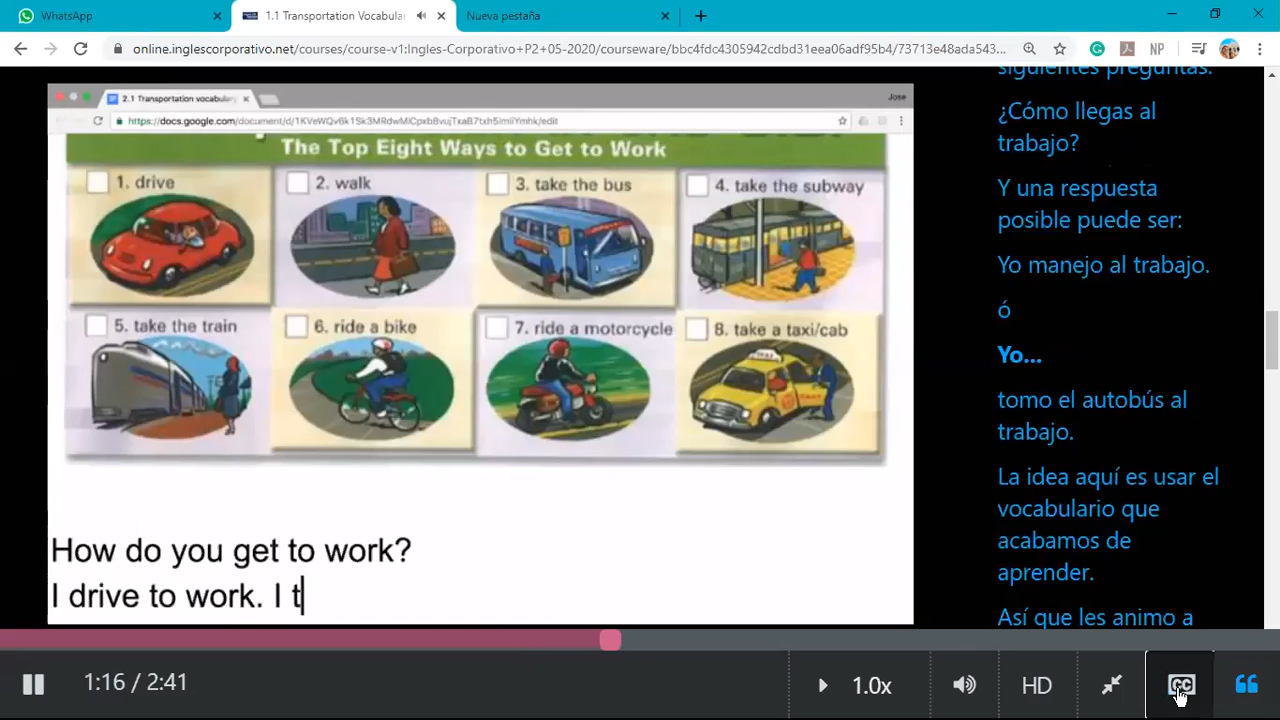 WhatsApp
1.1 Transportation Vocabular
Nueva pestaña
online.inglescorporativo.net/courses/course-v1:Ingles-Corporativo+P2+05-2020/courseware/bbc4fdc4305942cdbd31eea06adf95b4/73713e48ada543...
NP
2.1 Transportation vocabulary
Jose
The Top Eight Ways to Get to Work
1. drive
2. walk
3. take the bus
4. take the subway
5. take the train
6. ride a bike
7. ride a motorcycle
8. take a taxi/cab
TAXI
How do you get to work?
I drive to work. I t
siguientes preguntas.
¿Cómo llegas al
trabajo?
Y una respuesta
posible puede ser:
Yo manejo al trabajo.
ó
Yo...
tomo el autobús al
trabajo.
La idea aquí es usar el
vocabulario que
acabamos de
aprender.
Así que les animo a
1:16 / 2:41
1.0x
HD
CC